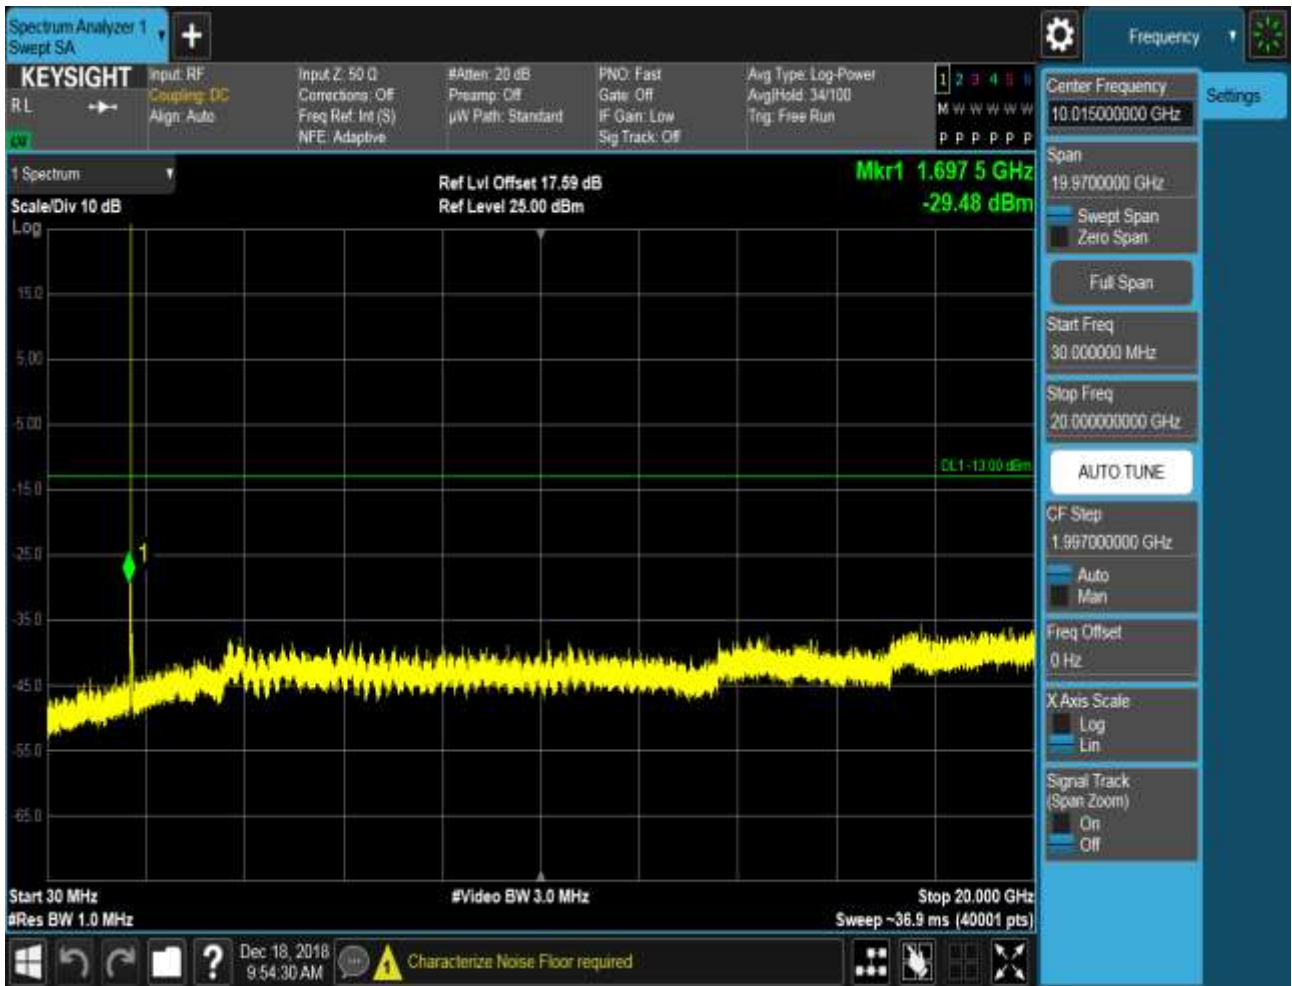 Spectrum Analyzer 1
Swept SA
Frequency
KEYSIGHT
RL
Input: RF
Coupling: DC
Align: Auto
Input Z: 50 Ω
Corrections: Off
Freq Ref: Int (S)
NFE: Adaptive
#Atten: 20 dB
Preamp: Off
µW Path: Standard
PNO: Fast
Gate: Off
IF Gain: Low
Sig Track: Off
Avg Type: Log-Power
Avg|Hold: 34/100
Trig: Free Run
1 2 3 4 5 6
M W W W W W
P P P P P P
1 Spectrum
Scale/Div 10 dB
Log
Ref Lvl Offset 17.59 dB
Ref Level 25.00 dBm
Mkr1 1.697 5 GHz
-29.48 dBm
15.0
5.00
-5.00
DL1 -13.00 dBm
-15.0
1
-25.0
-35.0
-45.0
-55.0
-65.0
Start 30 MHz
#Video BW 3.0 MHz
Stop 20.000 GHz
#Res BW 1.0 MHz
Sweep ~36.9 ms (40001 pts)
Center Frequency
10.015000000 GHz
Settings
Span
19.9700000 GHz
Swept Span
Zero Span
Full Span
Start Freq
30.000000 MHz
Stop Freq
20.000000000 GHz
AUTO TUNE
CF Step
1.997000000 GHz
Auto
Man
Freq Offset
0 Hz
X Axis Scale
Log
Lin
Signal Track
(Span Zoom)
On
Off
?
Dec 18, 2018
9:54:30 AM
Characterize Noise Floor required